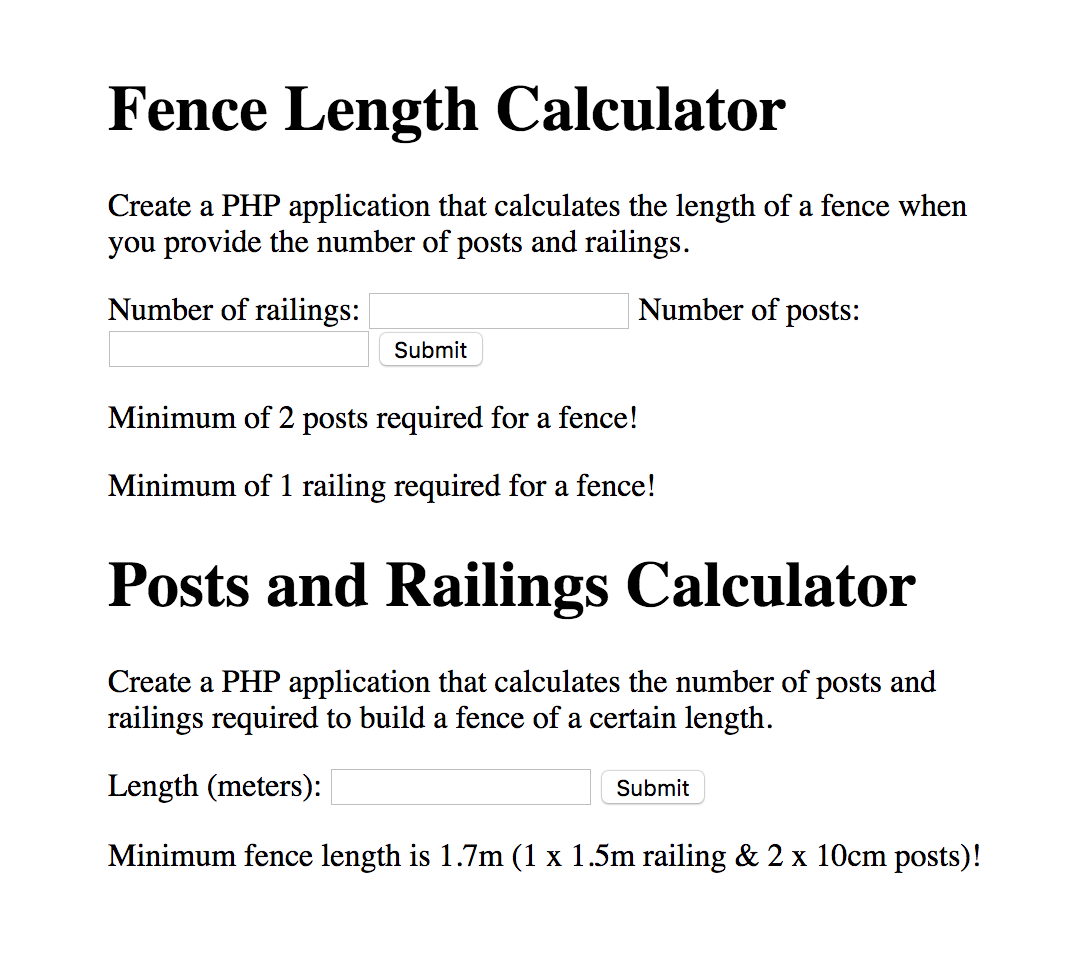 Fence Length Calculator
Create a PHP application that calculates the length of a fence when
you provide the number of posts and railings.
Number of railings: Number of posts:
Submit
Minimum of 2 posts required for a fence!
Minimum of 1 railing required for a fence!
Posts and Railings Calculator
Create a PHP application that calculates the number of posts and
railings required to build a fence of a certain length.
Length (meters): Submit
Minimum fence length is 1.7m (1 x 1.5m railing & 2 x 10cm posts)!